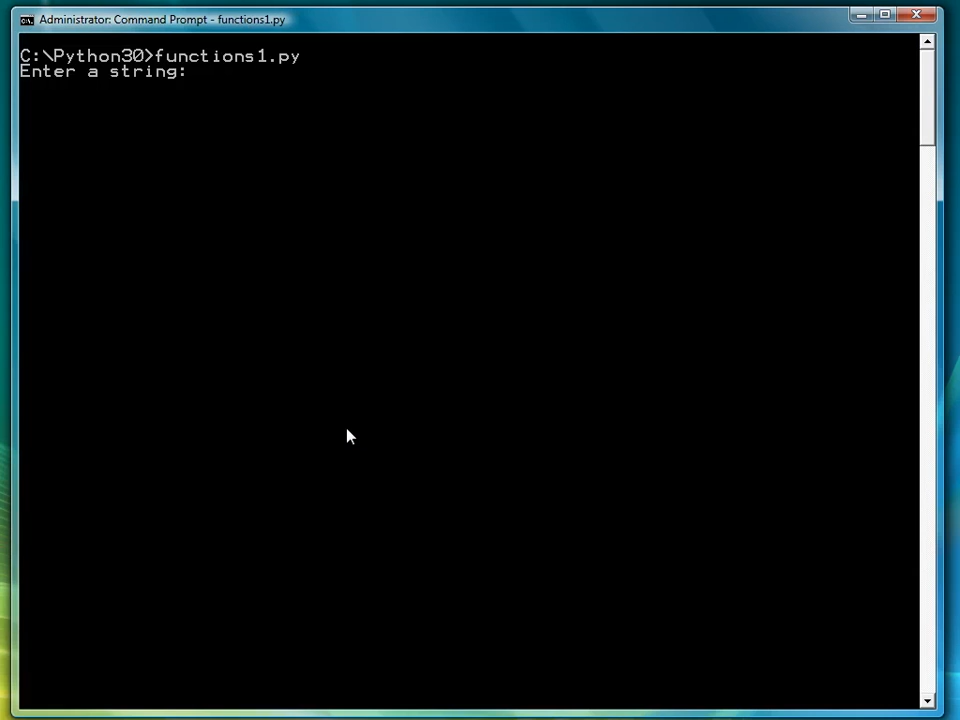 Administrator: Command Prompt - functions1.py
C:\Python30>functions1.py
Enter a string: